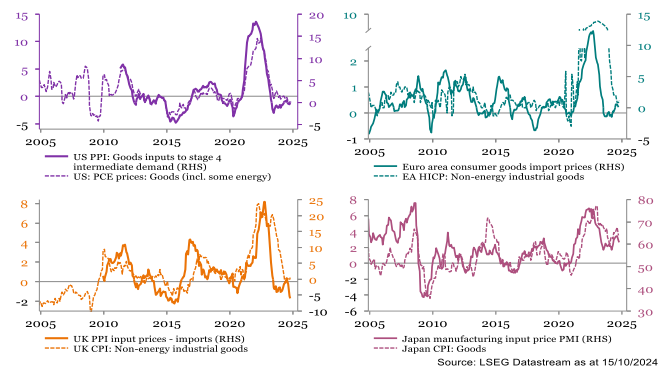 15 20
10 15
10
5
5
0 0
-5 -5
2005 2010 2015 2020 2025
US PPI: Goods inputs to stage 4
intermediate demand (RHS)
US: PCE prices: Goods (incl. some energy)
10 15
10
2 5
1
0
0
-1 -5
2005 2010 2015 2020 2025
Euro area consumer goods import prices (RHS)
EA HICP: Non-energy industrial goods
8 25
6 20
15
4
10
2
5
0 0
-2 -5
-10
2005 2010 2015 2020 2025
UK PPI input prices - imports (RHS)
UK CPI: Non-energy industrial goods
8 80
6
70
4
2 60
0 50
-2
40
-4
-6 30
2005 2010 2015 2020 2025
Japan manufacturing input price PMI (RHS)
Japan CPI: Goods
Source: LSEG Datastream as at 15/10/2024